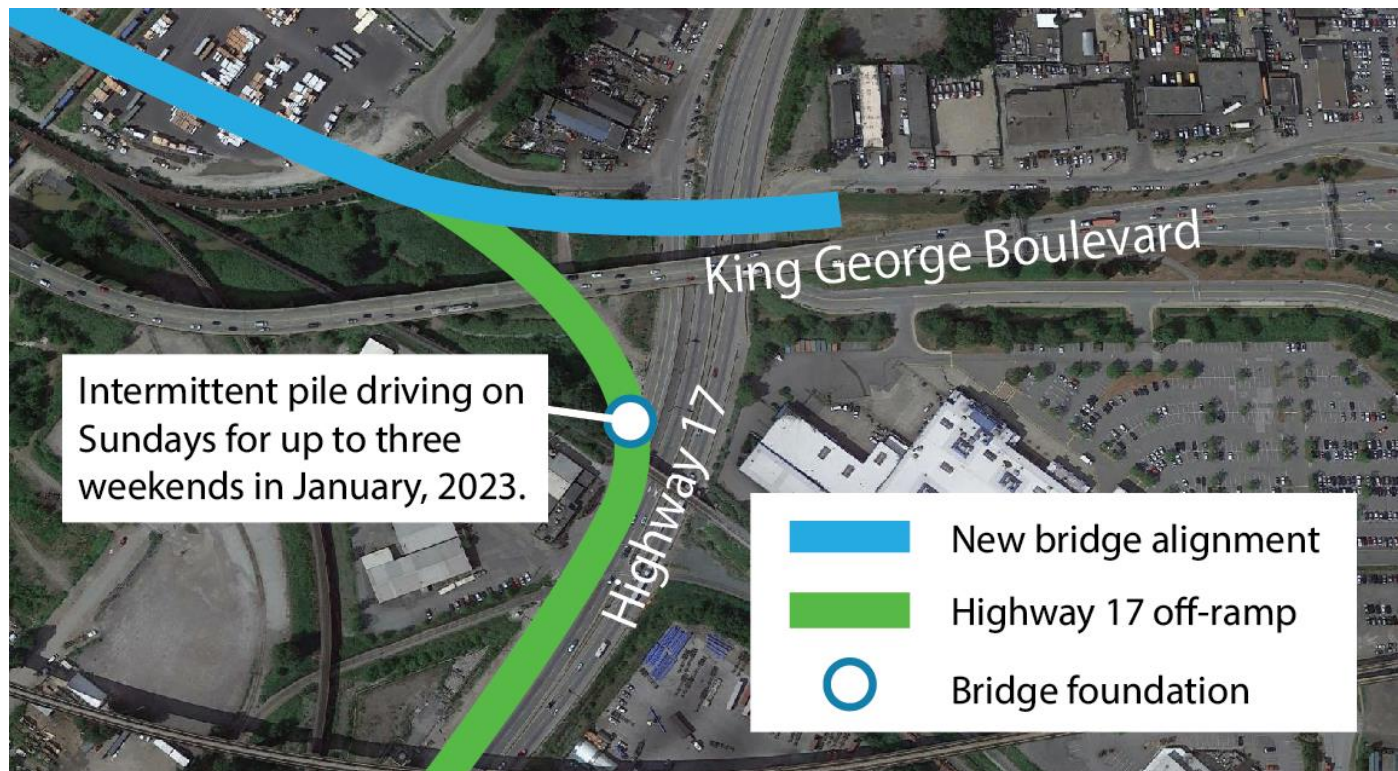 King George Boulevard
Intermittent pile driving on
Sundays for up to three
weekends in January, 2023.
Highway 17
New bridge alignment
Highway 17 off-ramp
Bridge foundation